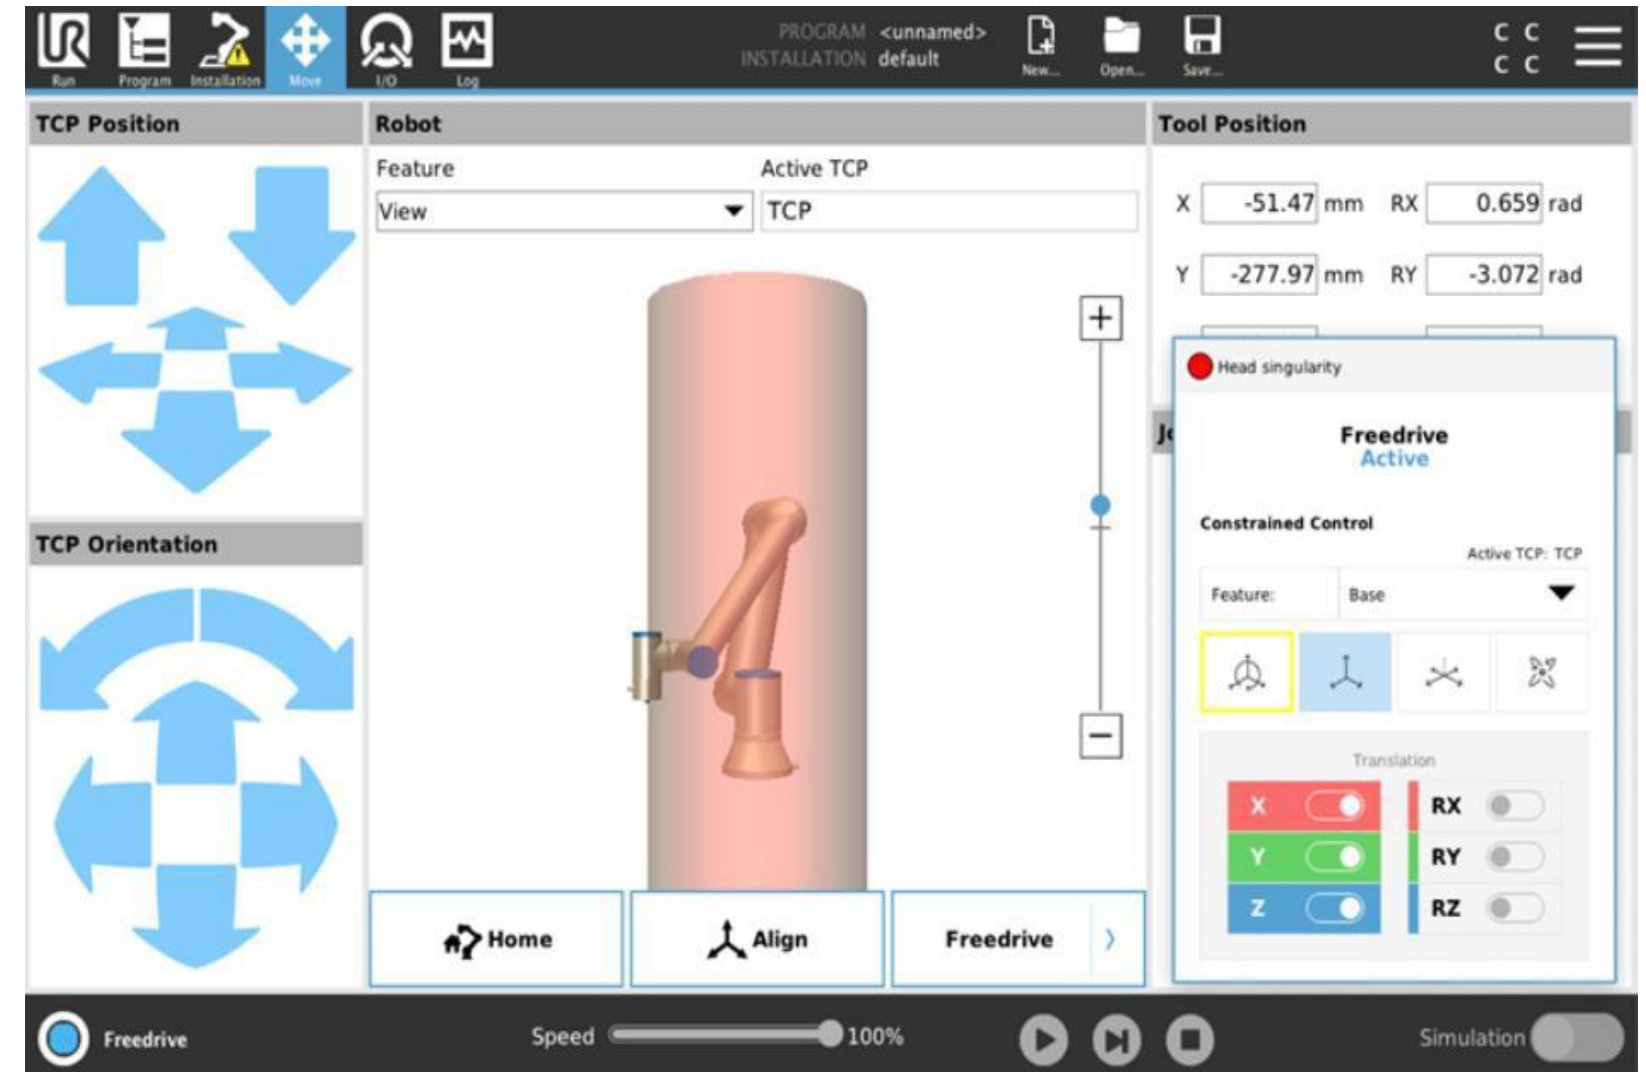 PROGRAM <unnamed>
INSTALLATION default
C C
C C
Run Program Installation Move I/O Log New... Open... Save...
TCP Position
Robot
Tool Position
Feature
Active TCP
View
TCP
X -51.47 mm RX 0.659 rad
Y -277.97 mm RY -3.072 rad
Head singularity
Freedrive
Active
Constrained Control
Active TCP: TCP
Feature: Base
TCP Orientation
Translation
X RX
Y RY
Z RZ
Home
Align
Freedrive
Freedrive
Speed 100%
Simulation